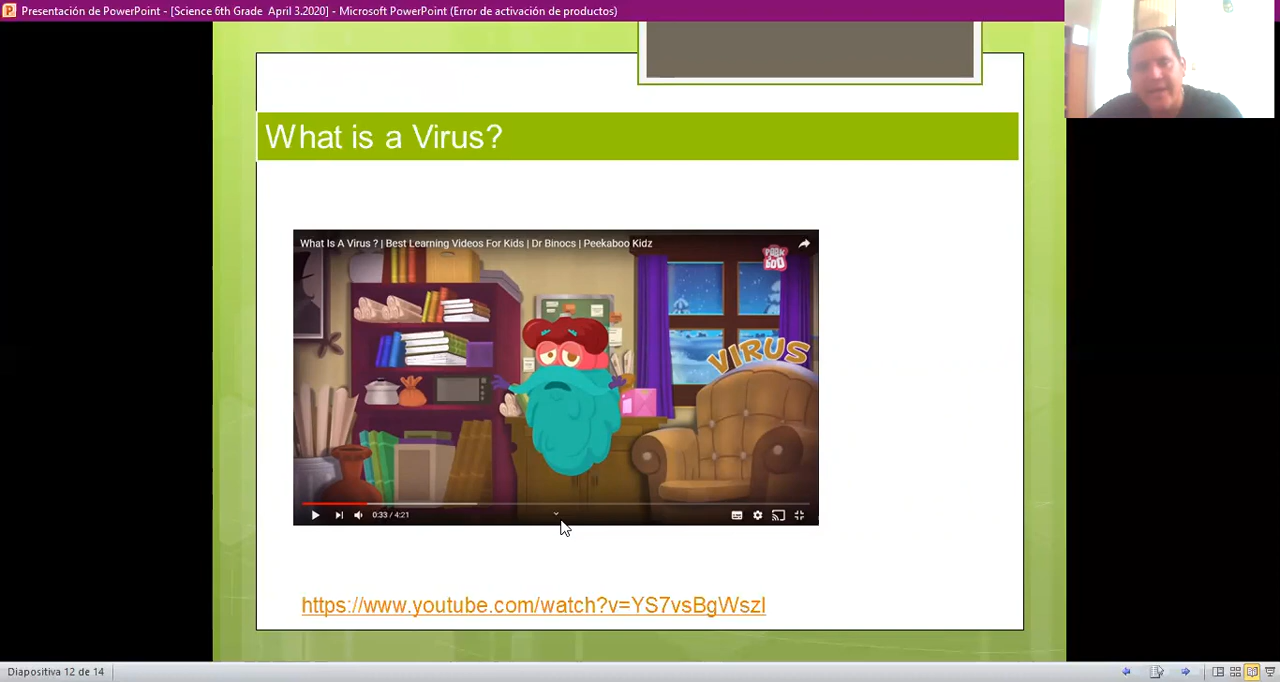 Presentación de PowerPoint - [Science 6th Grade  April 3.2020] - Microsoft PowerPoint (Error de activación de productos)
What is a Virus?
What Is A Virus ? | Best Learning Videos For Kids | Dr Binocs | Peekaboo Kidz
PEEK A BOO
VIRUS
0:33 / 4:21
https://www.youtube.com/watch?v=YS7vsBgWszI
Diapositiva 12 de 14